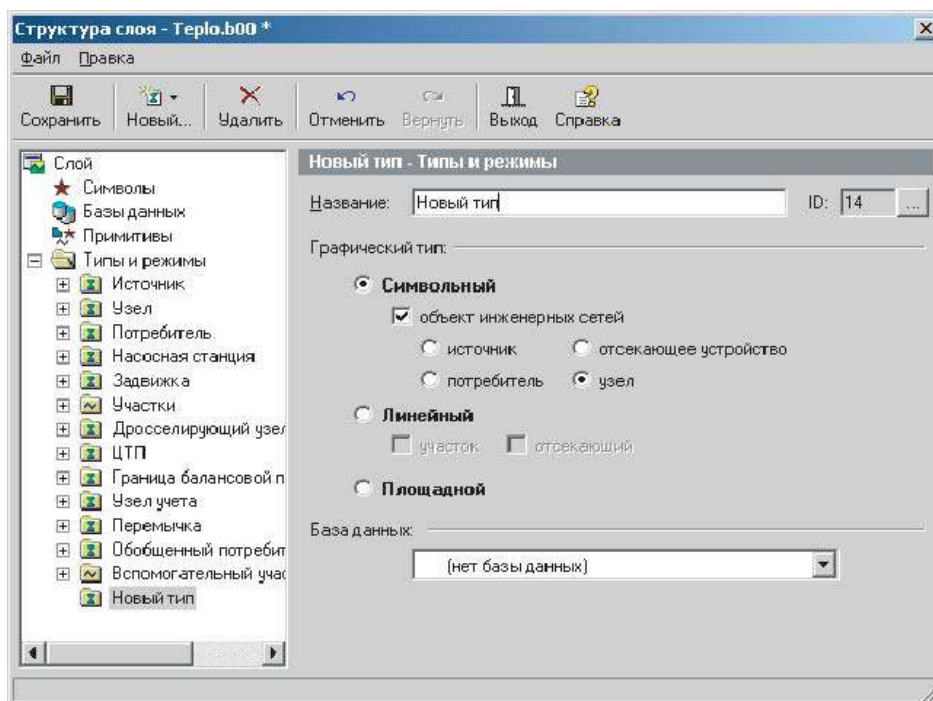 Структура слоя - Teplo.b00 *
Файл Правка
Сохранить Новый... Удалить Отменить Вернуть Выход Справка
Слой
Символы
Базы данных
Примитивы
Типы и режимы
Источник
Узел
Потребитель
Насосная станция
Задвижка
Участки
Дросселирующий узел
ЦТП
Граница балансовой п
Узел учета
Перемычка
Обобщенный потребит
Вспомогательный учас
Новый тип
Новый тип - Типы и режимы
Название: Новый тип ID: 14 ...
Графический тип:
Символьный
объект инженерных сетей
источник отсекающее устройство
потребитель узел
Линейный
участок отсекающий
Площадной
База данных:
(нет базы данных)